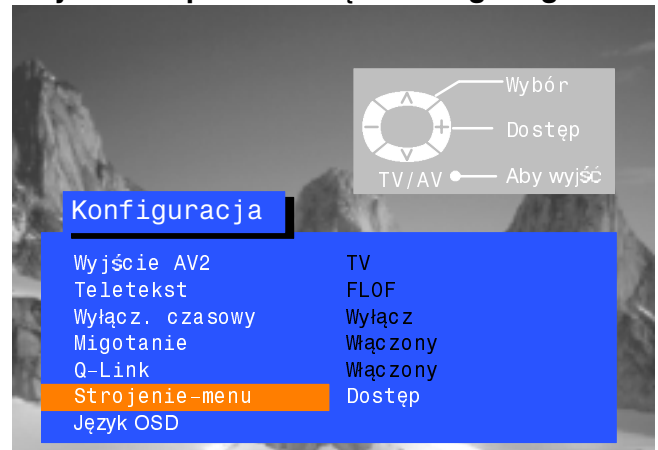 Wybór
Dostęp
TV/AV Aby wyjść
Konfiguracja
Wyjście AV2 TV
Teletekst FLOF
Wyłącz. czasowy Wyłącz
Migotanie Włączony
Q-Link Włączony
Strojenie-menu Dostęp
Język OSD